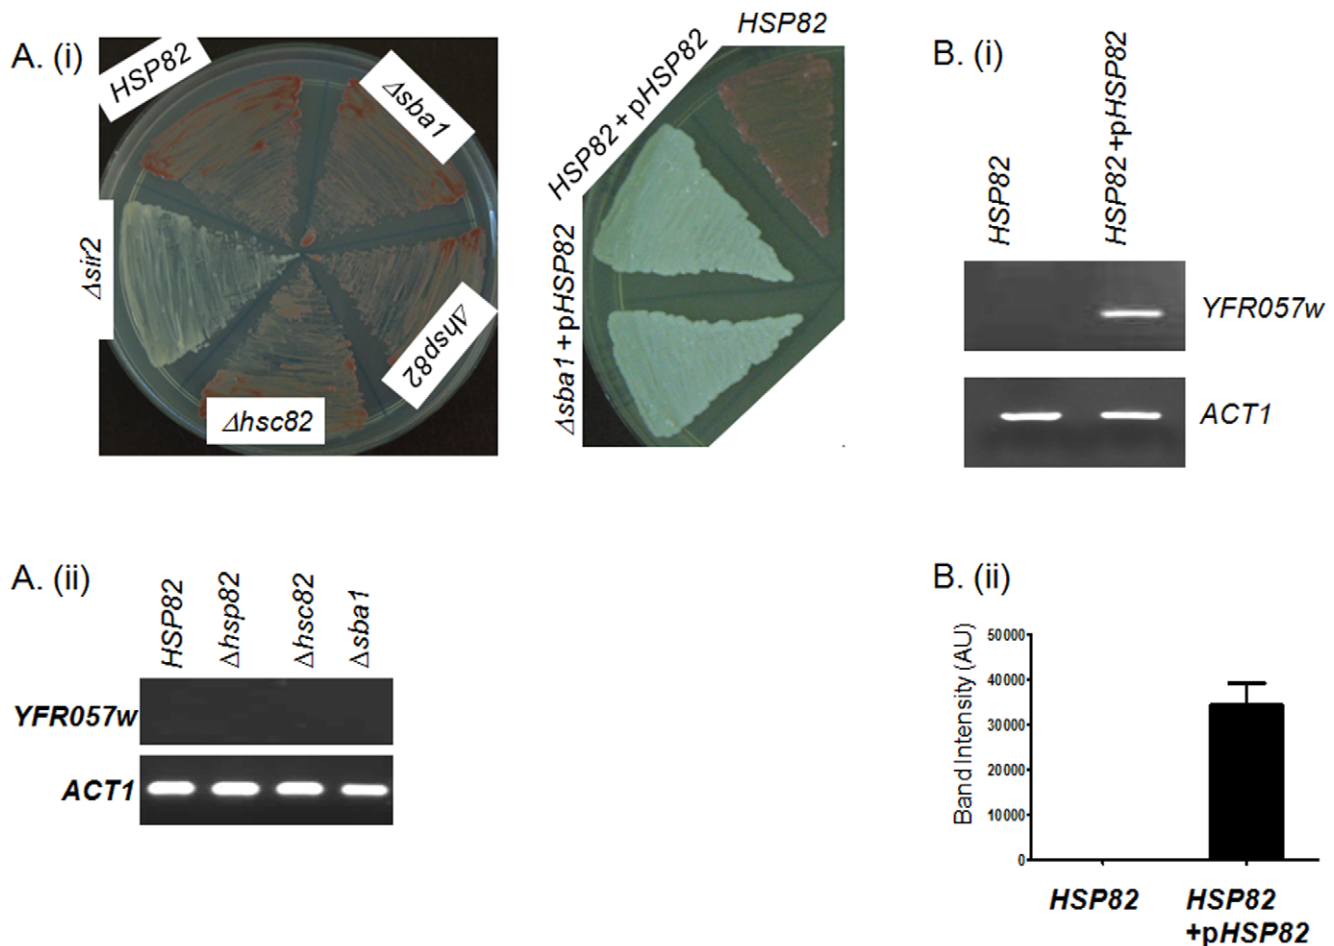 A. (i)
HSP82
Δsba1
Δsir2
Δhsp82
Δhsc82
HSP82
HSP82 + pHSP82
Δsba1 + pHSP82
B. (i)
HSP82
HSP82 +pHSP82
YFR057w
ACT1
A. (ii)
HSP82
Δhsp82
Δhsc82
Δsba1
YFR057w
ACT1
B. (ii)
Band Intensity (AU)
50000
40000
30000
20000
10000
0
HSP82
HSP82
+pHSP82